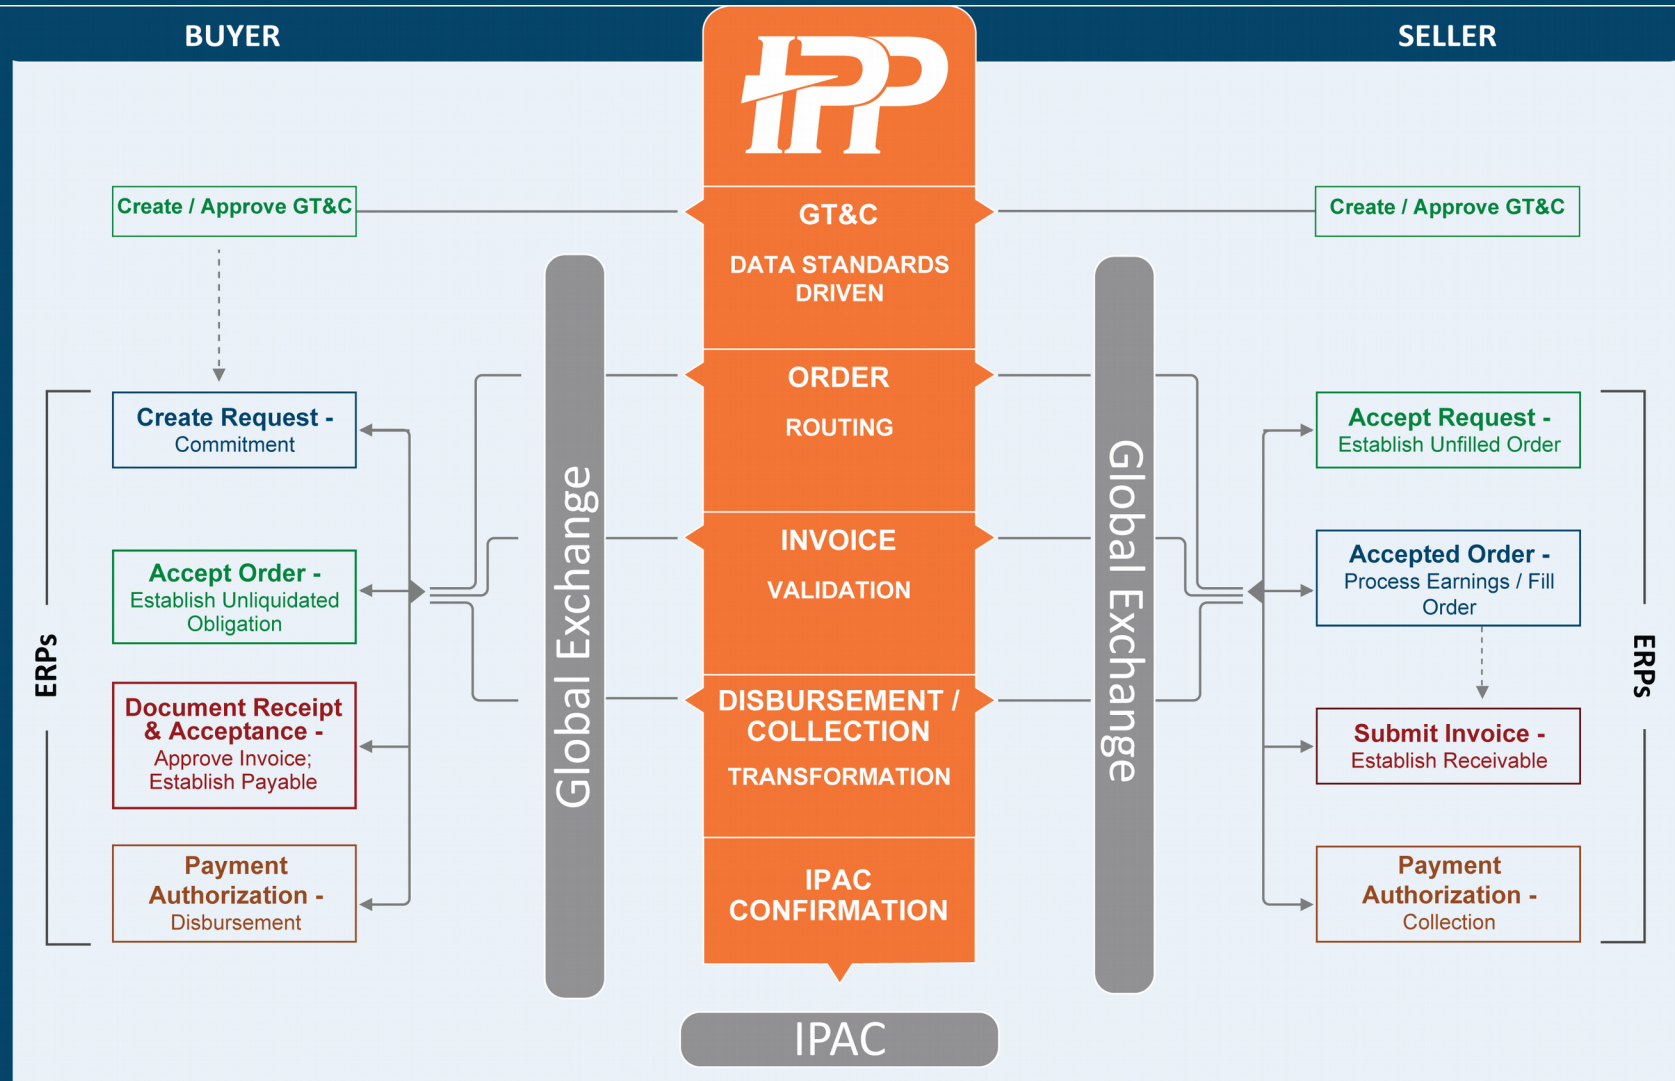 BUYER
IPP
SELLER
Create / Approve GT&C
GT&C
DATA STANDARDS
DRIVEN
Create / Approve GT&C
ERPs
Create Request -
Commitment
Accept Order -
Establish Unliquidated
Obligation
Document Receipt
& Acceptance -
Approve Invoice;
Establish Payable
Payment
Authorization -
Disbursement
Global Exchange
ORDER
ROUTING
INVOICE
VALIDATION
DISBURSEMENT /
COLLECTION
TRANSFORMATION
IPAC
CONFIRMATION
Global Exchange
Accept Request -
Establish Unfilled Order
Accepted Order -
Process Earnings / Fill
Order
Submit Invoice -
Establish Receivable
Payment
Authorization -
Collection
ERPs
IPAC